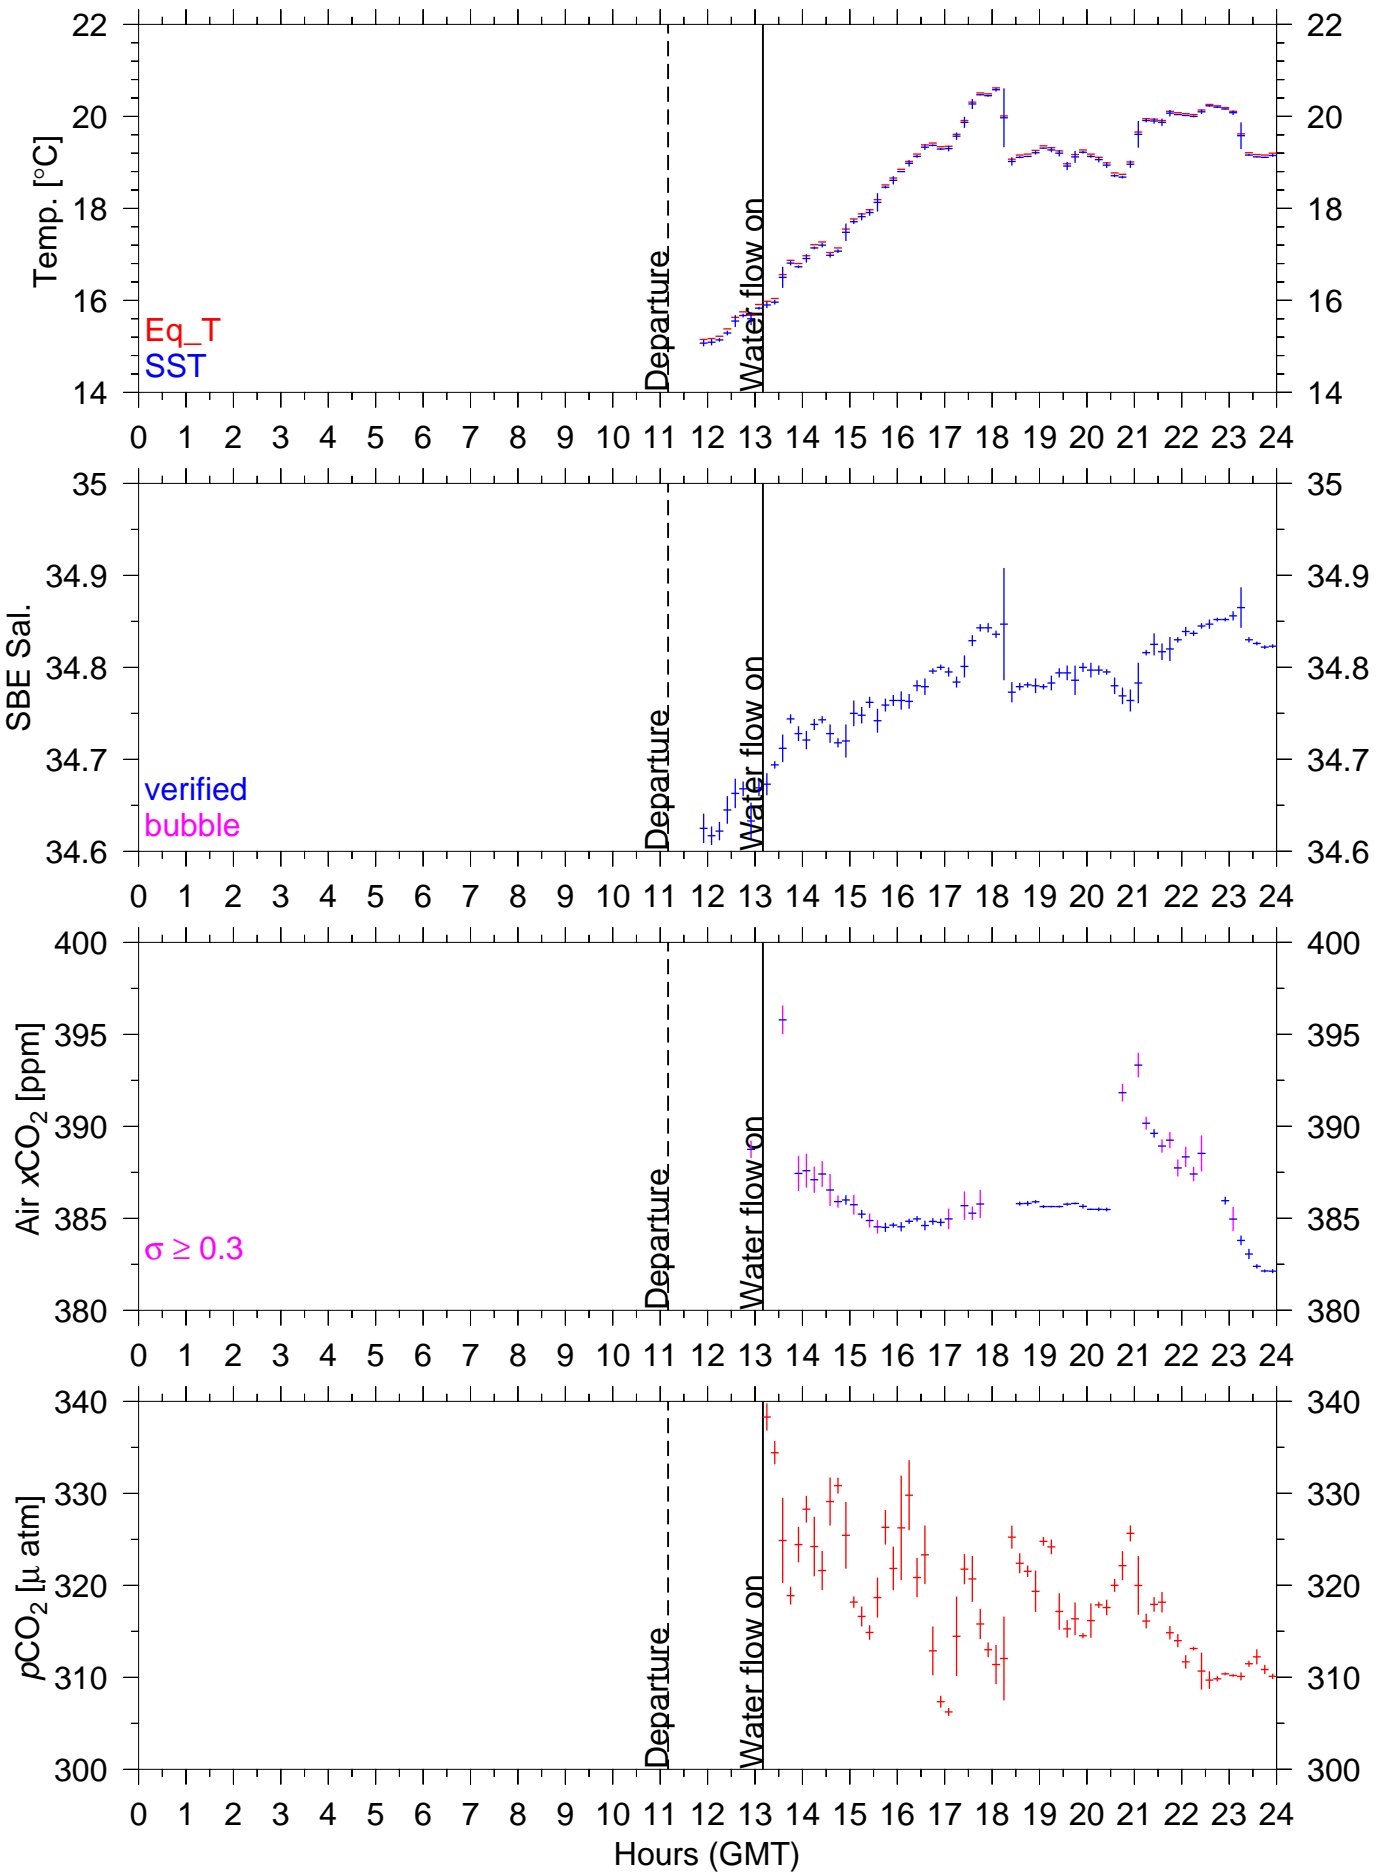 22 22
20 20
18 18
16 16
14 14
Temp. [°C]
Eq_T
SST
Departure
Water flow on
0 1 2 3 4 5 6 7 8 9 10 11 12 13 14 15 16 17 18 19 20 21 22 23 24
35 35
34.9 34.9
34.8 34.8
34.7 34.7
34.6 34.6
SBE Sal.
verified
bubble
Departure
Water flow on
0 1 2 3 4 5 6 7 8 9 10 11 12 13 14 15 16 17 18 19 20 21 22 23 24
400 400
395 395
390 390
385 385
380 380
Air xCO₂ [ppm]
σ ≥ 0.3
Departure
Water flow on
0 1 2 3 4 5 6 7 8 9 10 11 12 13 14 15 16 17 18 19 20 21 22 23 24
340 340
330 330
320 320
310 310
300 300
pCO₂ [μ atm]
Departure
Water flow on
0 1 2 3 4 5 6 7 8 9 10 11 12 13 14 15 16 17 18 19 20 21 22 23 24
Hours (GMT)